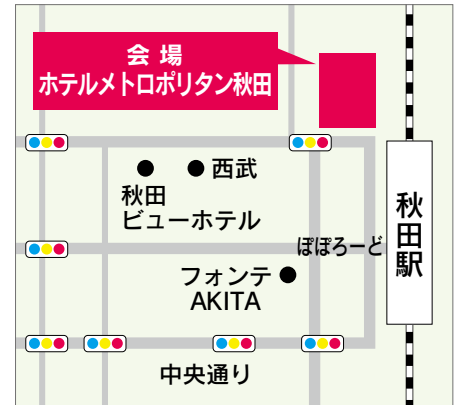 会場
ホテルメトロポリタン秋田
西武
秋田
ビューホテル
秋田駅
ぽぽろーど
フォンテ
AKITA
中央通り